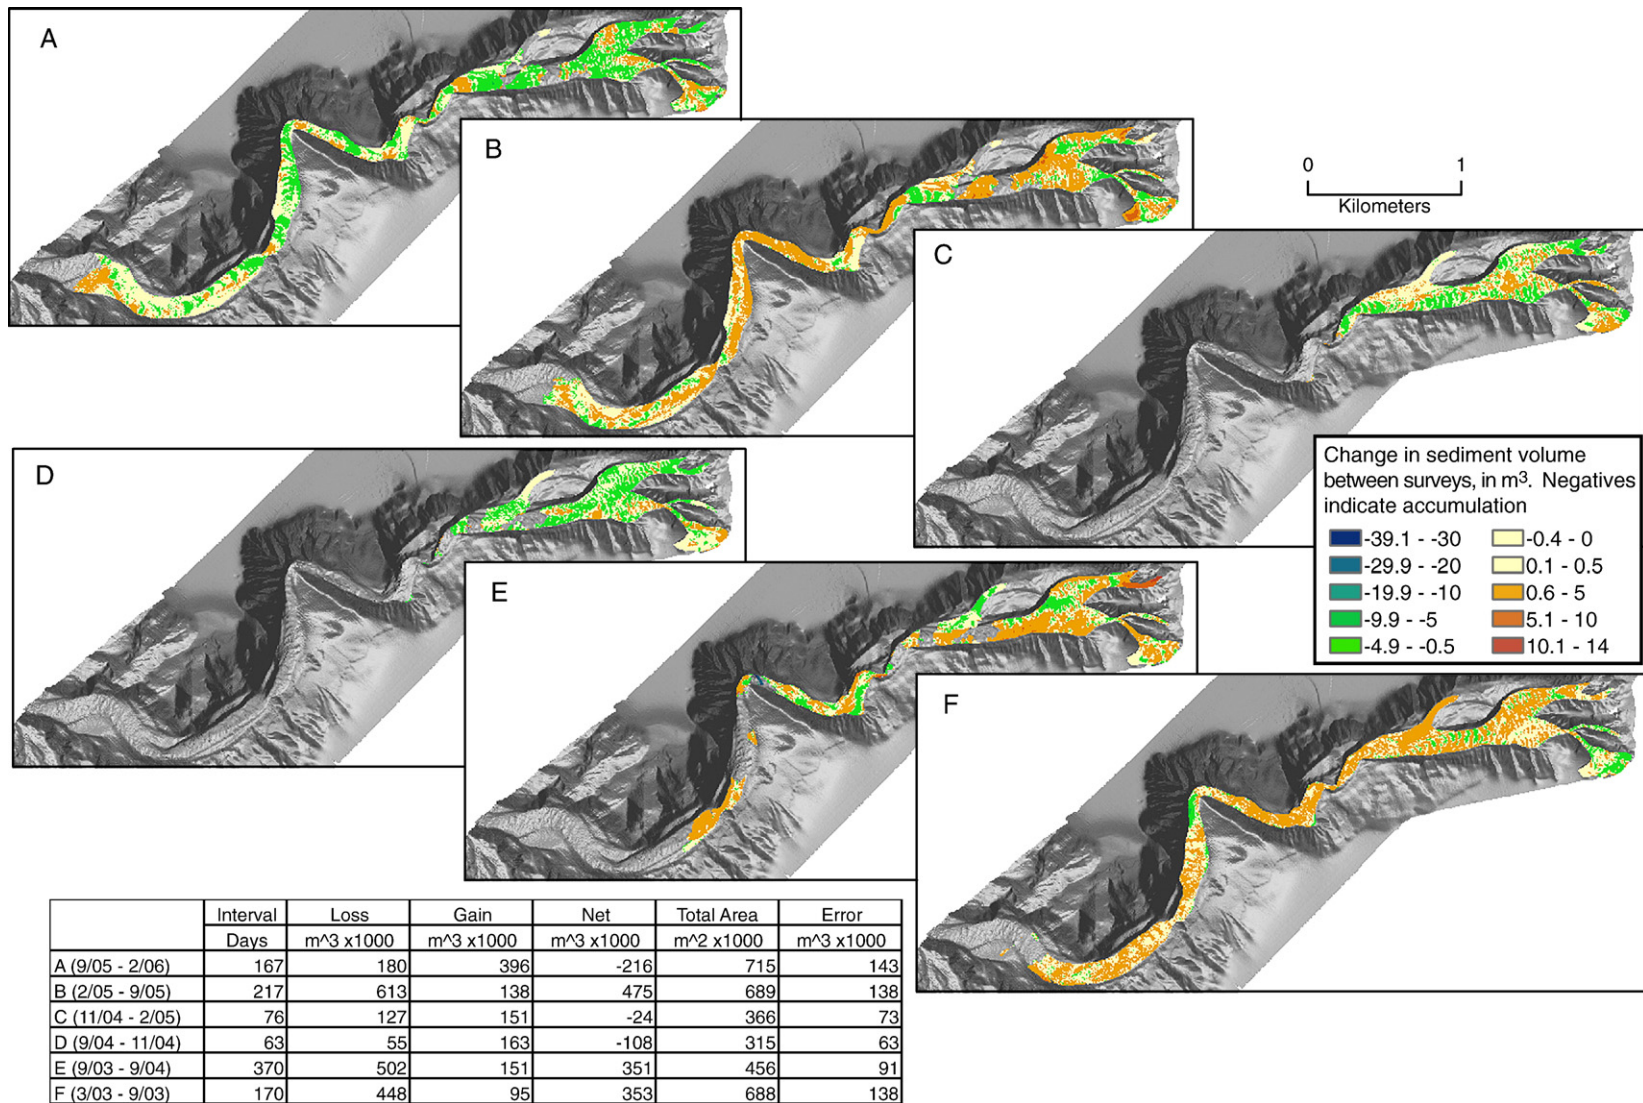 A
B
0 1
Kilometers
C
Change in sediment volume
between surveys, in m³. Negatives
indicate accumulation
-39.1 - -30 -0.4 - 0
-29.9 - -20 0.1 - 0.5
-19.9 - -10 0.6 - 5
-9.9 - -5 5.1 - 10
-4.9 - -0.5 10.1 - 14
D
E
F
Interval Loss Gain Net Total Area Error
Days m^3 x1000 m^3 x1000 m^3 x1000 m^2 x1000 m^3 x1000
A (9/05 - 2/06) 167 180 396 -216 715 143
B (2/05 - 9/05) 217 613 138 475 689 138
C (11/04 - 2/05) 76 127 151 -24 366 73
D (9/04 - 11/04) 63 55 163 -108 315 63
E (9/03 - 9/04) 370 502 151 351 456 91
F (3/03 - 9/03) 170 448 95 353 688 138